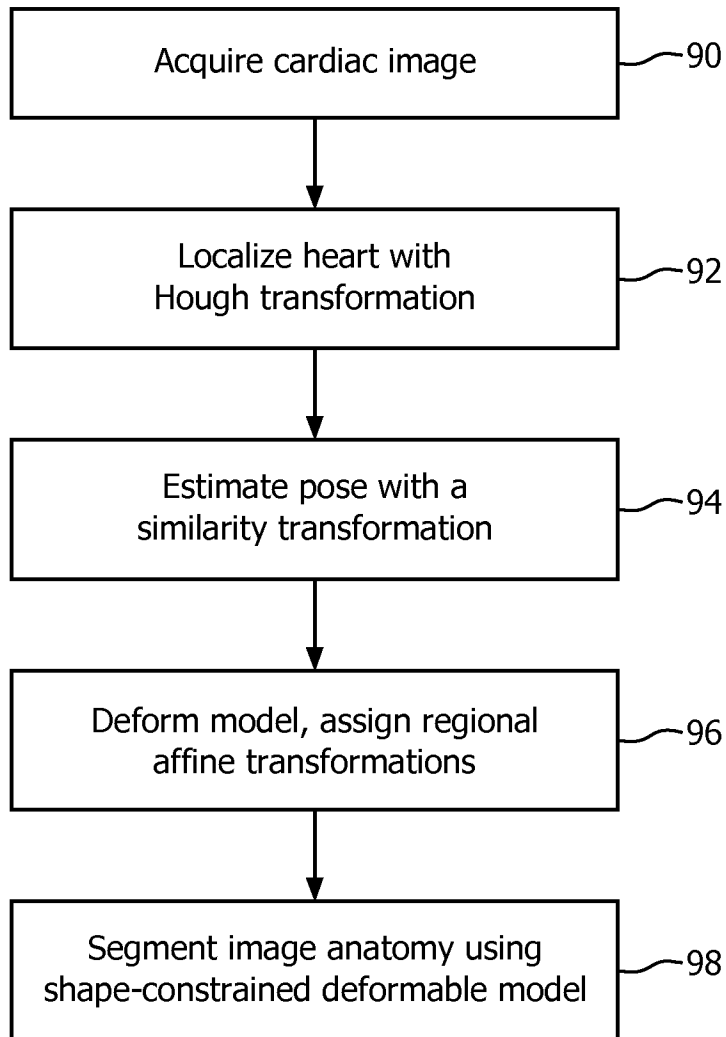 Acquire cardiac image
90
Localize heart with
Hough transformation
92
Estimate pose with a
similarity transformation
94
Deform model, assign regional
affine transformations
96
Segment image anatomy using
shape-constrained deformable model
98